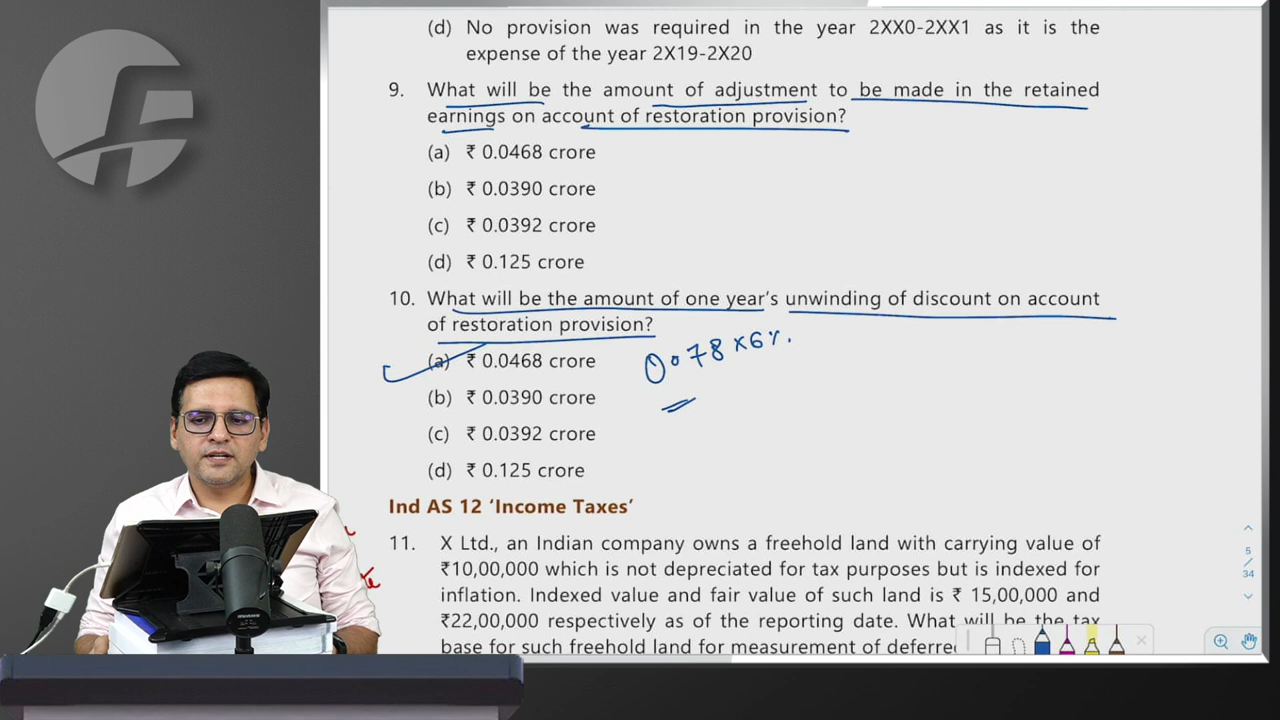 (d) No provision was required in the year 2XX0-2XX1 as it is the
expense of the year 2X19-2X20
9. What will be the amount of adjustment to be made in the retained
earnings on account of restoration provision?
(a) ₹ 0.0468 crore
(b) ₹ 0.0390 crore
(c) ₹ 0.0392 crore
(d) ₹ 0.125 crore
10. What will be the amount of one year's unwinding of discount on account
of restoration provision?
(a) ₹ 0.0468 crore
0.78 x 6%.
(b) ₹ 0.0390 crore
(c) ₹ 0.0392 crore
(d) ₹ 0.125 crore
Ind AS 12 'Income Taxes'
11. X Ltd., an Indian company owns a freehold land with carrying value of
₹10,00,000 which is not depreciated for tax purposes but is indexed for
inflation. Indexed value and fair value of such land is ₹ 15,00,000 and
₹22,00,000 respectively as of the reporting date. What will be the tax
base for such freehold land for measurement of deferre
5
/
34